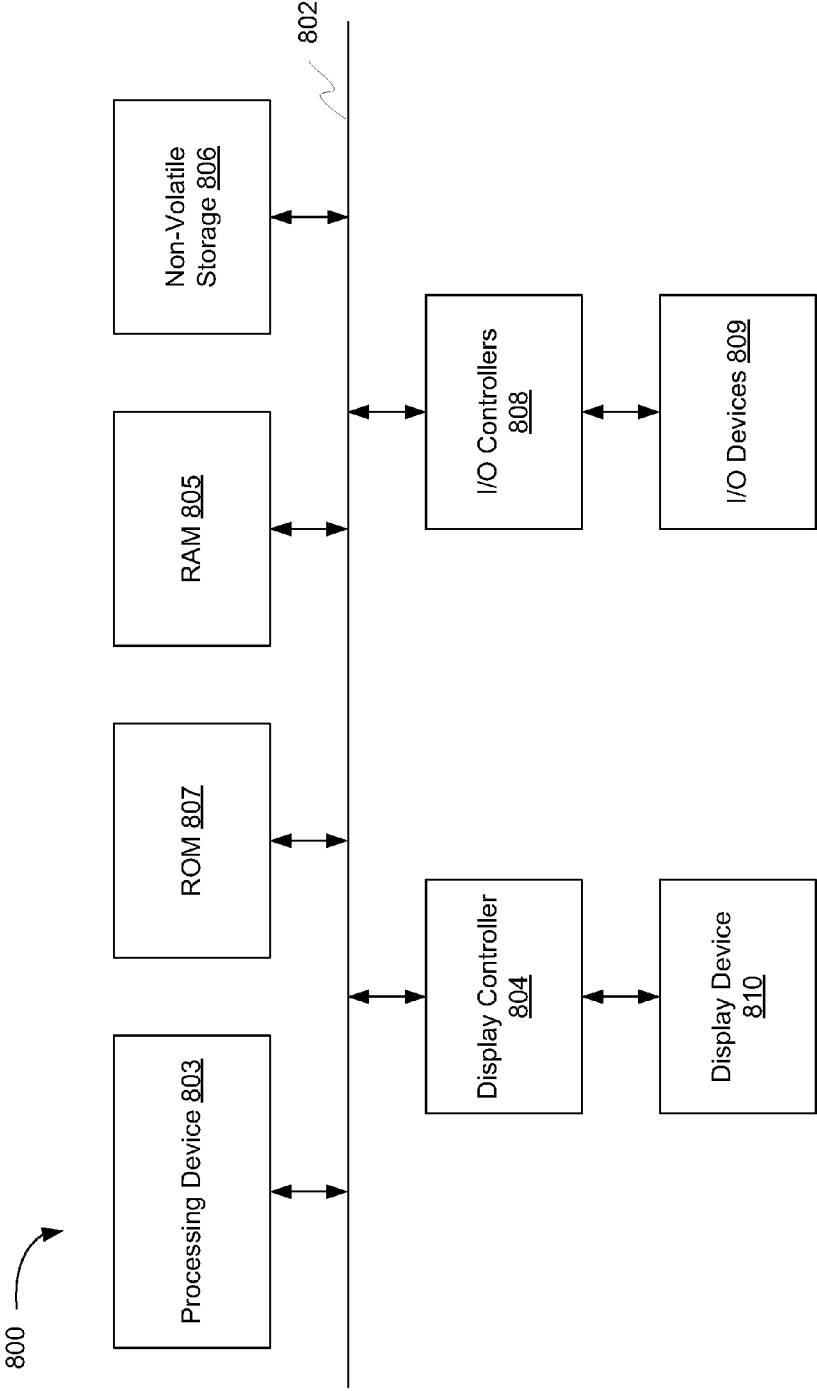 800
Processing Device 803
ROM 807
RAM 805
Non-Volatile
Storage 806
802
Display Controller
804
I/O Controllers
808
Display Device
810
I/O Devices 809